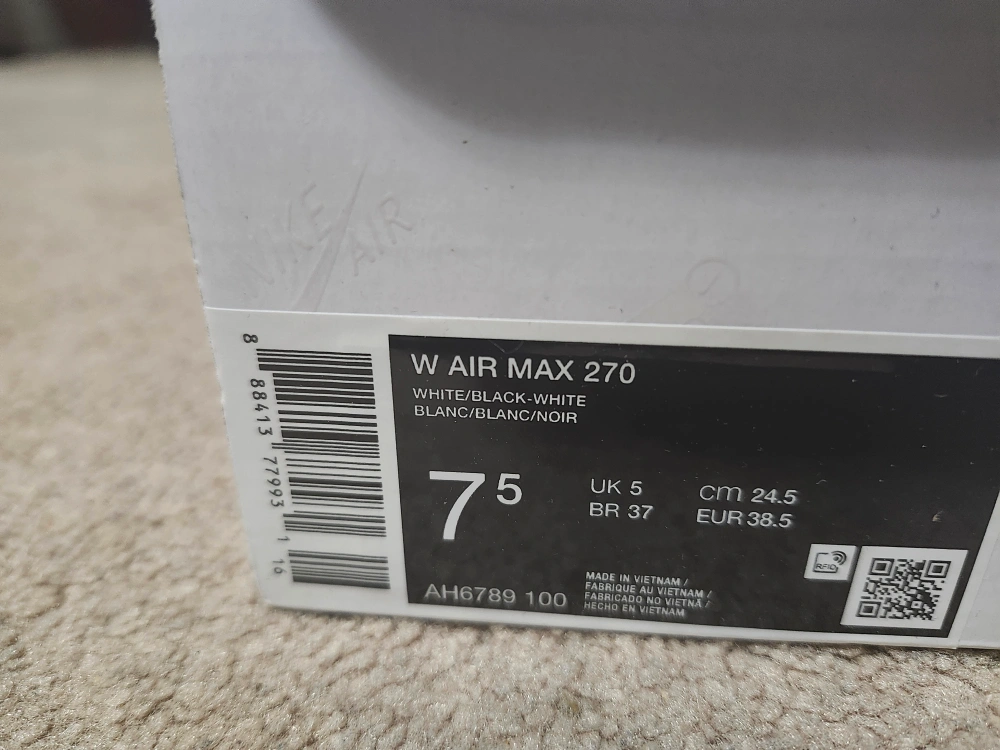 NIKE
AIR
8 88413 77993 1 16
W AIR MAX 270
WHITE/BLACK-WHITE
BLANC/BLANC/NOIR
7 5
UK 5
BR 37
cm 24.5
EUR 38.5
AH6789 100
MADE IN VIETNAM /
FABRIQUE AU VIETNAM /
FABRICADO NO VIETNÃ /
HECHO EN VIETNAM
RFID